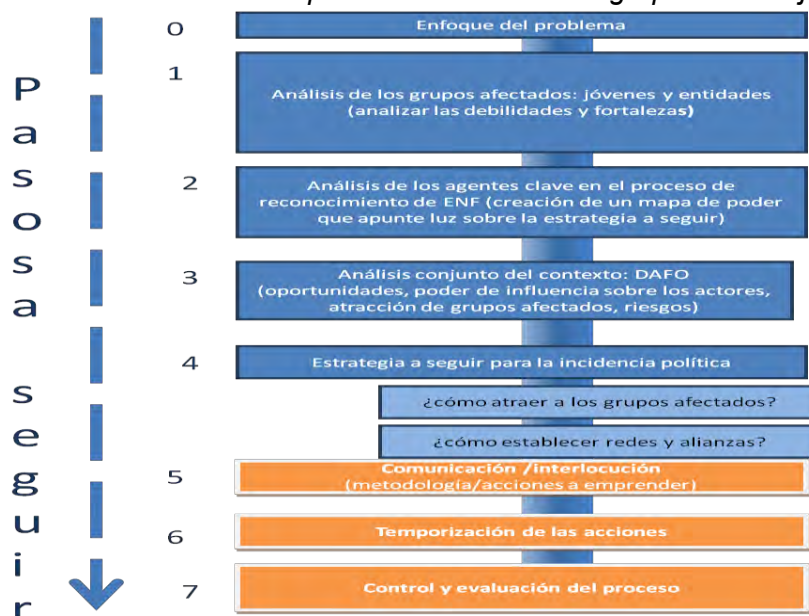 0
Enfoque del problema
1
Análisis de los grupos afectados: jóvenes y entidades
(analizar las debilidades y fortalezas)
2
Análisis de los agentes clave en el proceso de
reconocimiento de ENF (creación de un mapa de poder
que apunte luz sobre la estrategia a seguir)
3
Análisis conjunto del contexto: DAFO
(oportunidades, poder de influencia sobre los actores,
atracción de grupos afectados, riesgos)
4
Estrategia a seguir para la incidencia política
¿cómo atraer a los grupos afectados?
¿cómo establecer redes y alianzas?
5
Comunicación /interlocución
(metodología/acciones a emprender)
6
Temporización de las acciones
7
Control y evaluación del proceso
Pasos a seguir